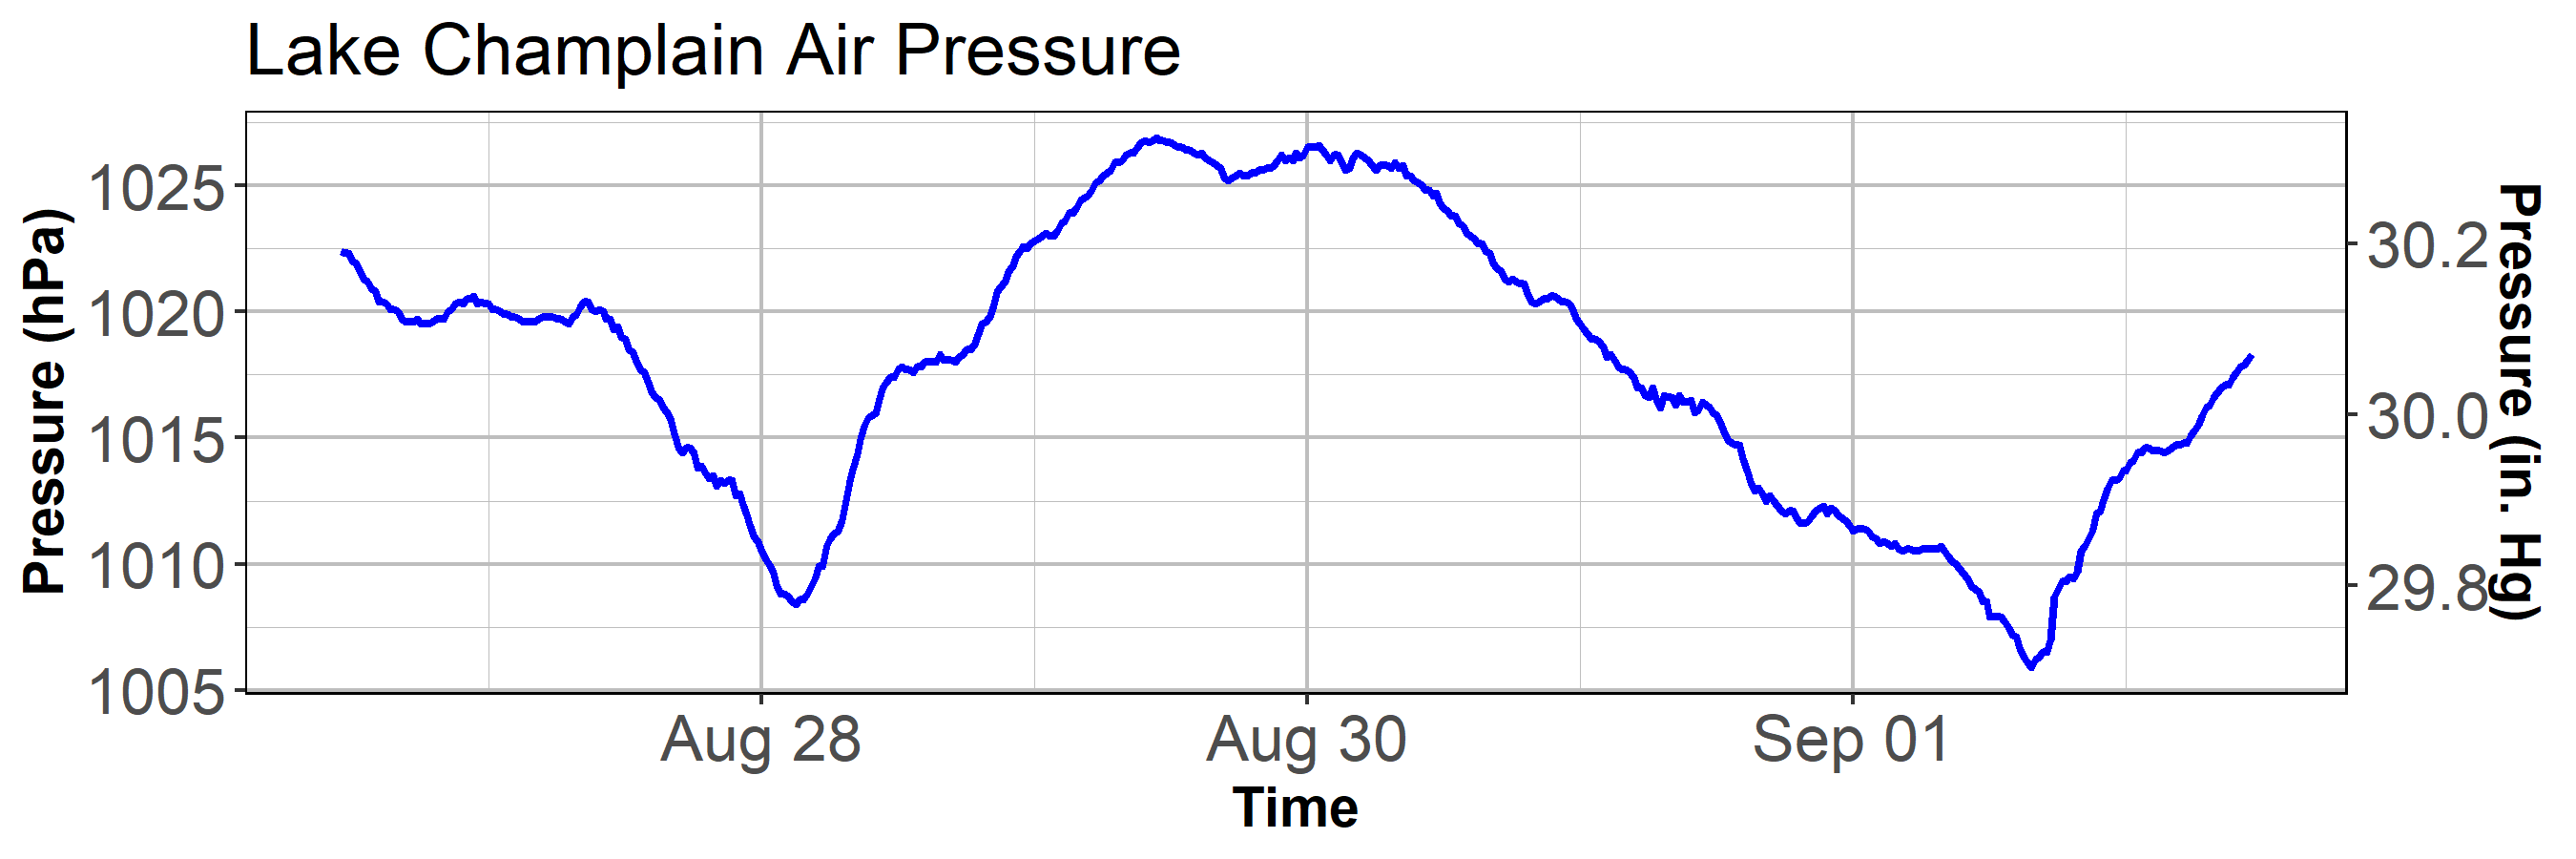 Lake Champlain Air Pressure
Pressure (hPa)
1025
1020
1015
1010
1005
30.2
30.0
29.8
Pressure (in. Hg)
Aug 28
Aug 30
Sep 01
Time